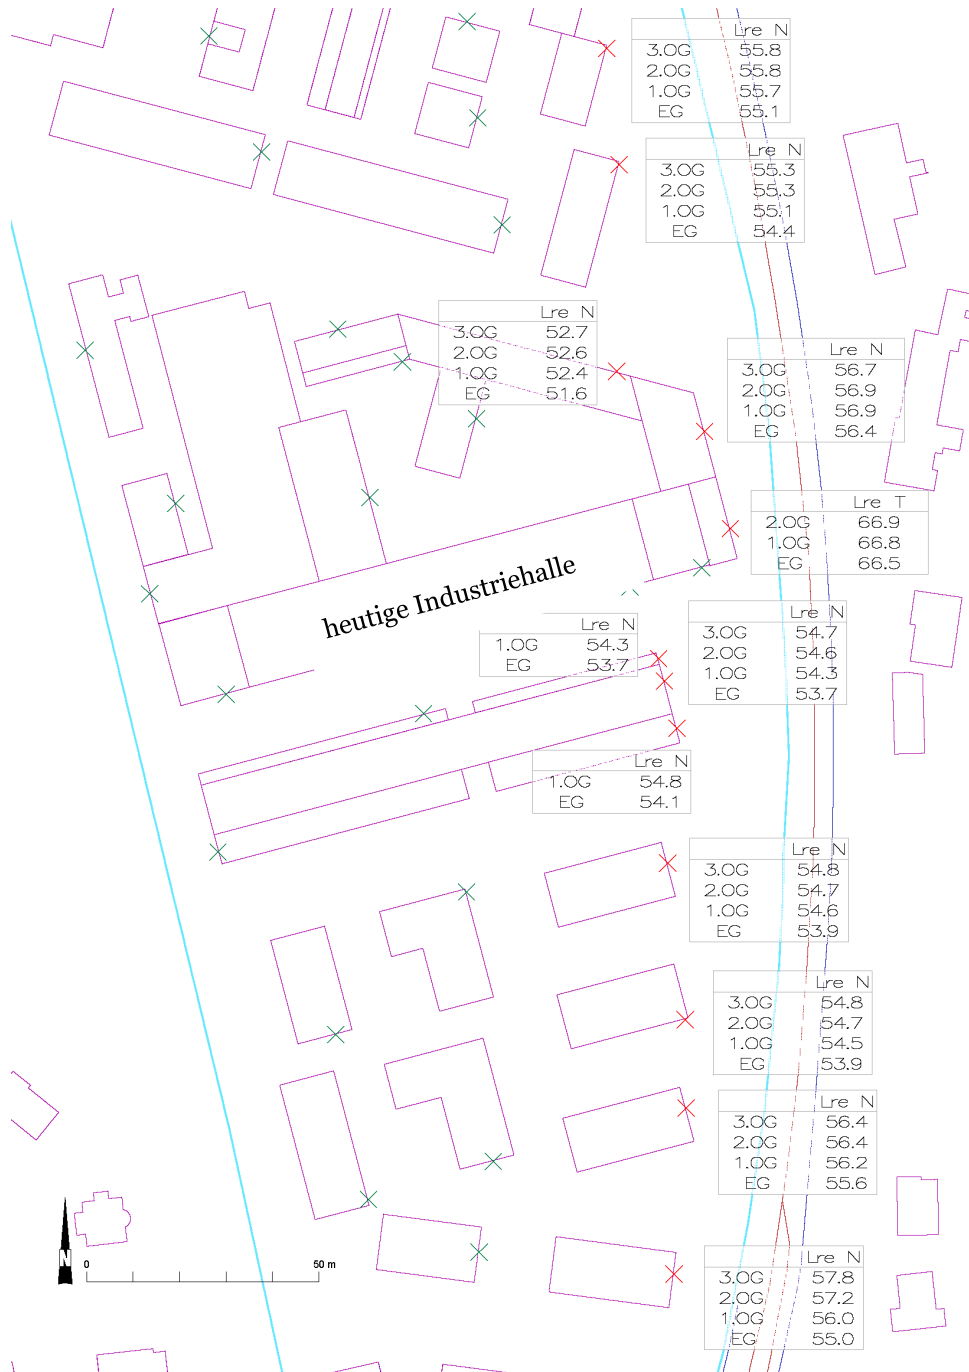 Lre N
3.OG 55.8
2.OG 55.8
1.OG 55.7
EG 55.1
Lre N
3.OG 55.3
2.OG 55.3
1.OG 55.1
EG 54.4
Lre N
3.OG 52.7
2.OG 52.6
1.OG 52.4
EG 51.6
Lre N
3.OG 56.7
2.OG 56.9
1.OG 56.9
EG 56.4
Lre T
2.OG 66.9
1.OG 66.8
EG 66.5
heutige Industriehalle
Lre N
1.OG 54.3
EG 53.7
Lre N
3.OG 54.7
2.OG 54.6
1.OG 54.3
EG 53.7
Lre N
1.OG 54.8
EG 54.1
Lre N
3.OG 54.8
2.OG 54.7
1.OG 54.6
EG 53.9
Lre N
3.OG 54.8
2.OG 54.7
1.OG 54.5
EG 53.9
Lre N
3.OG 56.4
2.OG 56.4
1.OG 56.2
EG 55.6
Lre N
3.OG 57.8
2.OG 57.2
1.OG 56.0
EG 55.0
N
0 50 m